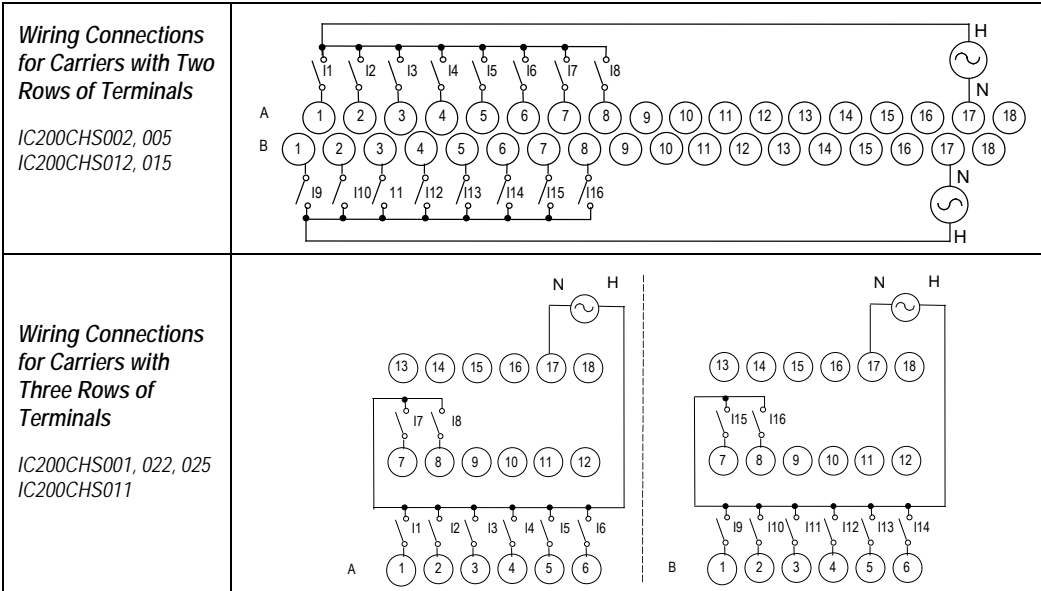 Wiring Connections
for Carriers with Two
Rows of Terminals
IC200CHS002, 005
IC200CHS012, 015
H
I1 I2 I3 I4 I5 I6 I7 I8
N
A 1 2 3 4 5 6 7 8 9 10 11 12 13 14 15 16 17 18
B 1 2 3 4 5 6 7 8 9 10 11 12 13 14 15 16 17 18
N
I9 I10 11 I12 I13 I14 I15 I16
H
Wiring Connections
for Carriers with
Three Rows of
Terminals
IC200CHS001, 022, 025
IC200CHS011
N H
13 14 15 16 17 18
I7 I8
7 8 9 10 11 12
I1 I2 I3 I4 I5 I6
A 1 2 3 4 5 6
N H
13 14 15 16 17 18
I15 I16
7 8 9 10 11 12
I9 I10 I11 I12 I13 I14
B 1 2 3 4 5 6